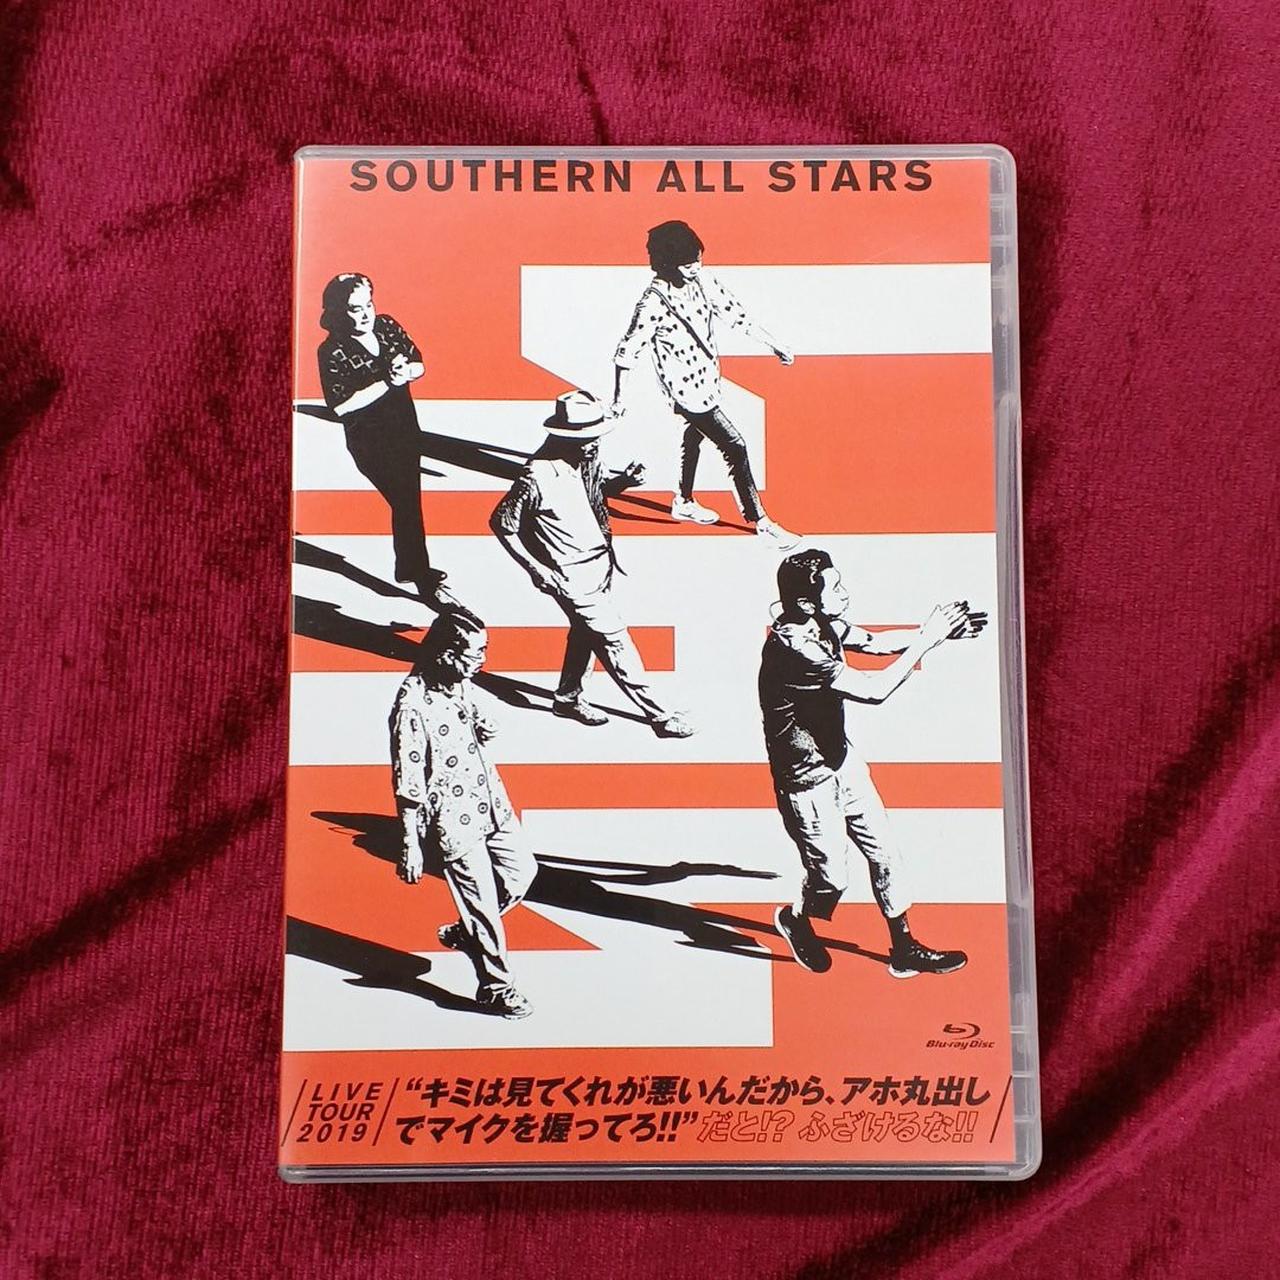 SOUTHERN ALL STARS
Blu-ray Disc
LIVE
TOUR
2019
“キミは見てくれが悪いんだから、アホ丸出し
でマイクを握ってろ!!”だと!? ふざけるな!!